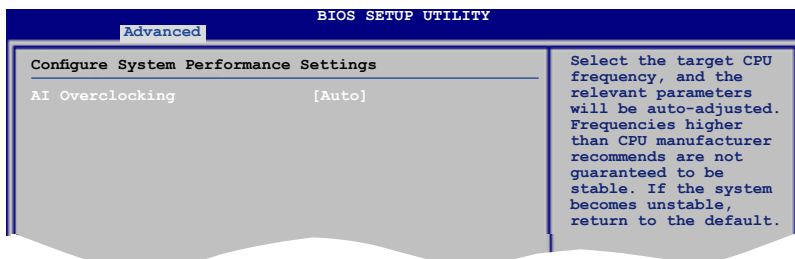 BIOS SETUP UTILITY
Advanced
Configure System Performance Settings
AI Overclocking [Auto]
Select the target CPU
frequency, and the
relevant parameters
will be auto-adjusted.
Frequencies higher
than CPU manufacturer
recommends are not
guaranteed to be
stable. If the system
becomes unstable,
return to the default.